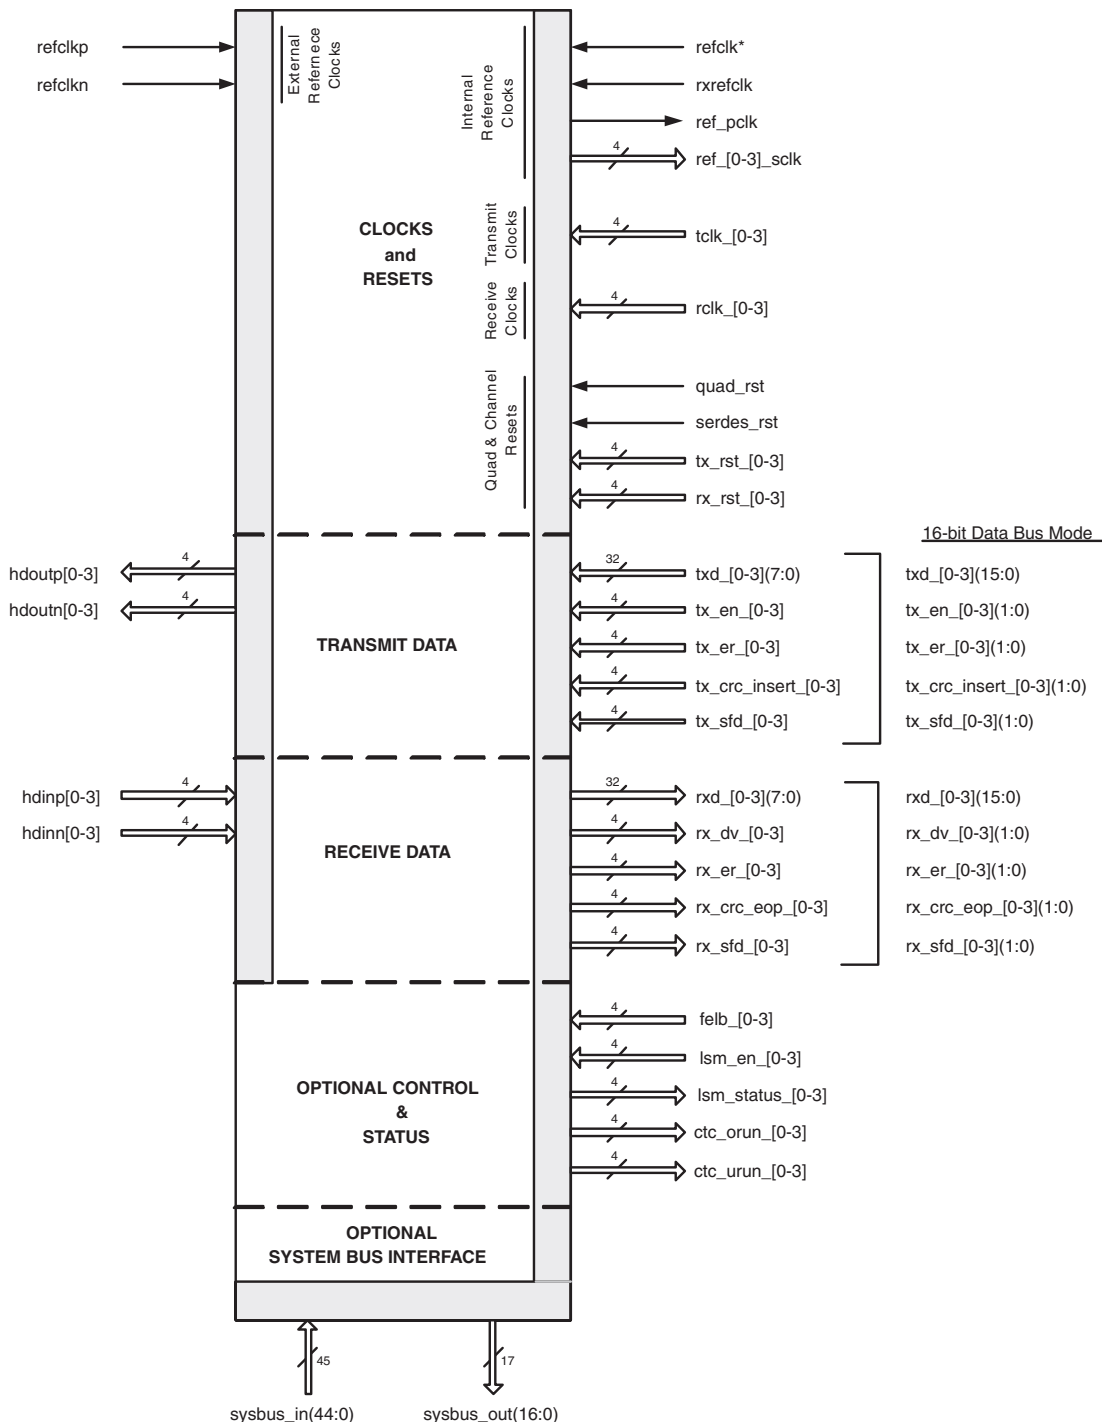 refclkp
refclkn
External
Refernece
Clocks
Internal
Reference
Clocks
refclk*
rxrefclk
ref_pclk
4
ref_[0-3]_sclk
CLOCKS
and
RESETS
Transmit
Clocks
4
tclk_[0-3]
Receive
Clocks
4
rclk_[0-3]
Quad & Channel
Resets
quad_rst
serdes_rst
4
tx_rst_[0-3]
4
rx_rst_[0-3]
16-bit Data Bus Mode
hdoutp[0-3]
4
hdoutn[0-3]
4
TRANSMIT DATA
32
txd_[0-3](7:0)
txd_[0-3](15:0)
4
tx_en_[0-3]
tx_en_[0-3](1:0)
4
tx_er_[0-3]
tx_er_[0-3](1:0)
4
tx_crc_insert_[0-3]
tx_crc_insert_[0-3](1:0)
4
tx_sfd_[0-3]
tx_sfd_[0-3](1:0)
hdinp[0-3]
4
hdinn[0-3]
4
RECEIVE DATA
32
rxd_[0-3](7:0)
rxd_[0-3](15:0)
4
rx_dv_[0-3]
rx_dv_[0-3](1:0)
4
rx_er_[0-3]
rx_er_[0-3](1:0)
4
rx_crc_eop_[0-3]
rx_crc_eop_[0-3](1:0)
4
rx_sfd_[0-3]
rx_sfd_[0-3](1:0)
OPTIONAL CONTROL
&
STATUS
4
felb_[0-3]
4
lsm_en_[0-3]
4
lsm_status_[0-3]
4
ctc_orun_[0-3]
4
ctc_urun_[0-3]
OPTIONAL
SYSTEM BUS INTERFACE
45
17
sysbus_in(44:0)
sysbus_out(16:0)